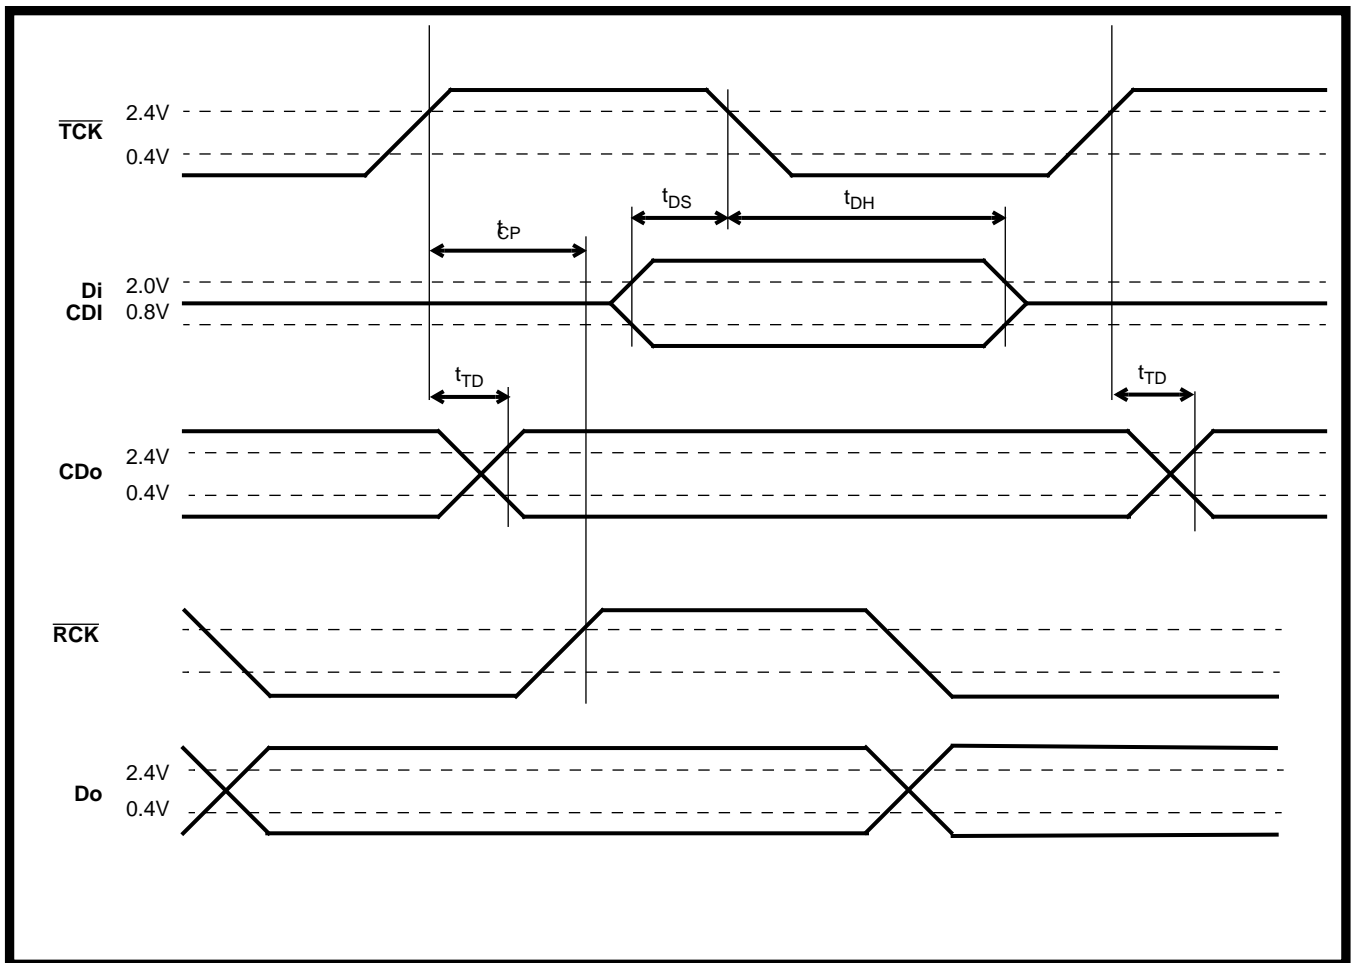 2.4V
TCK
0.4V
tDS
tDH
tCP
Di 2.0V
CDI 0.8V
tTD
tTD
2.4V
CDo
0.4V
RCK
2.4V
Do
0.4V